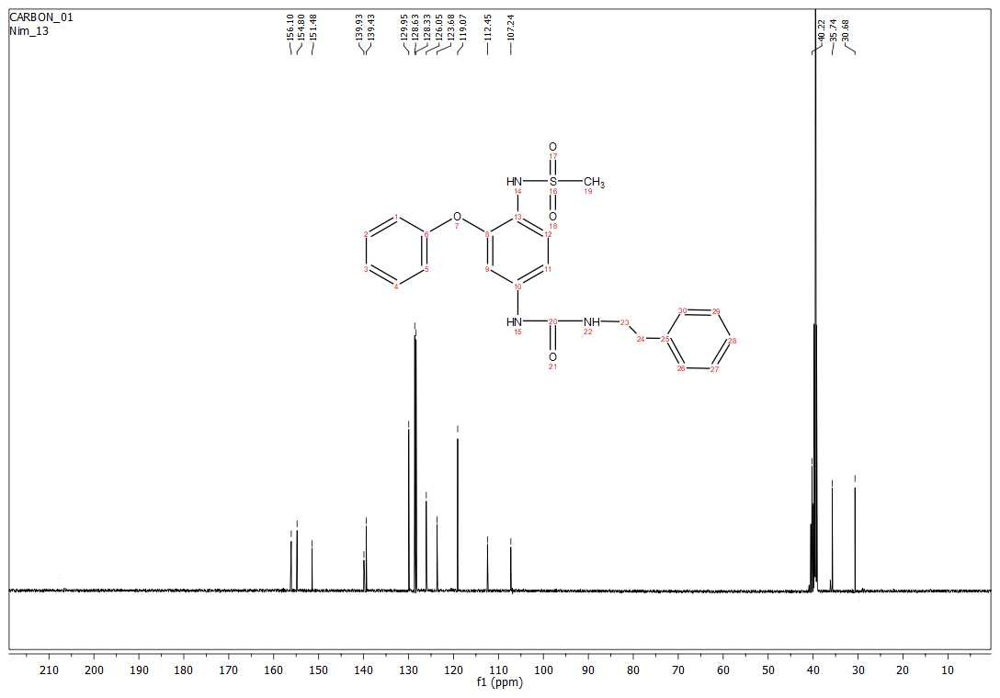 CARBON_01
Nim_13
156.10
154.80
151.48
139.93
139.43
129.95
128.63
128.33
126.05
123.68
119.07
112.45
107.24
40.22
35.74
30.68
O
17
HN S CH3
14 16 19
O
18
1 O 13 12
7
2 6 8
3 5 9 11
4 10
HN NH
15 20 22 23
O
21
24 25 30 29
28
26 27
210 200 190 180 170 160 150 140 130 120 110 100 90 80 70 60 50 40 30 20 10
f1 (ppm)